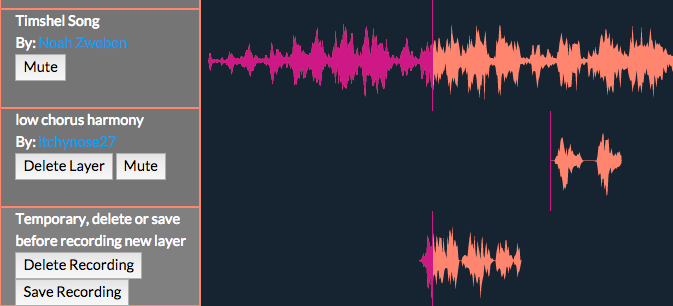 Timshel Song
By: Noah Zweben
Mute
low chorus harmony
By: itchynose27
Delete Layer Mute
Temporary, delete or save
before recording new layer
Delete Recording
Save Recording